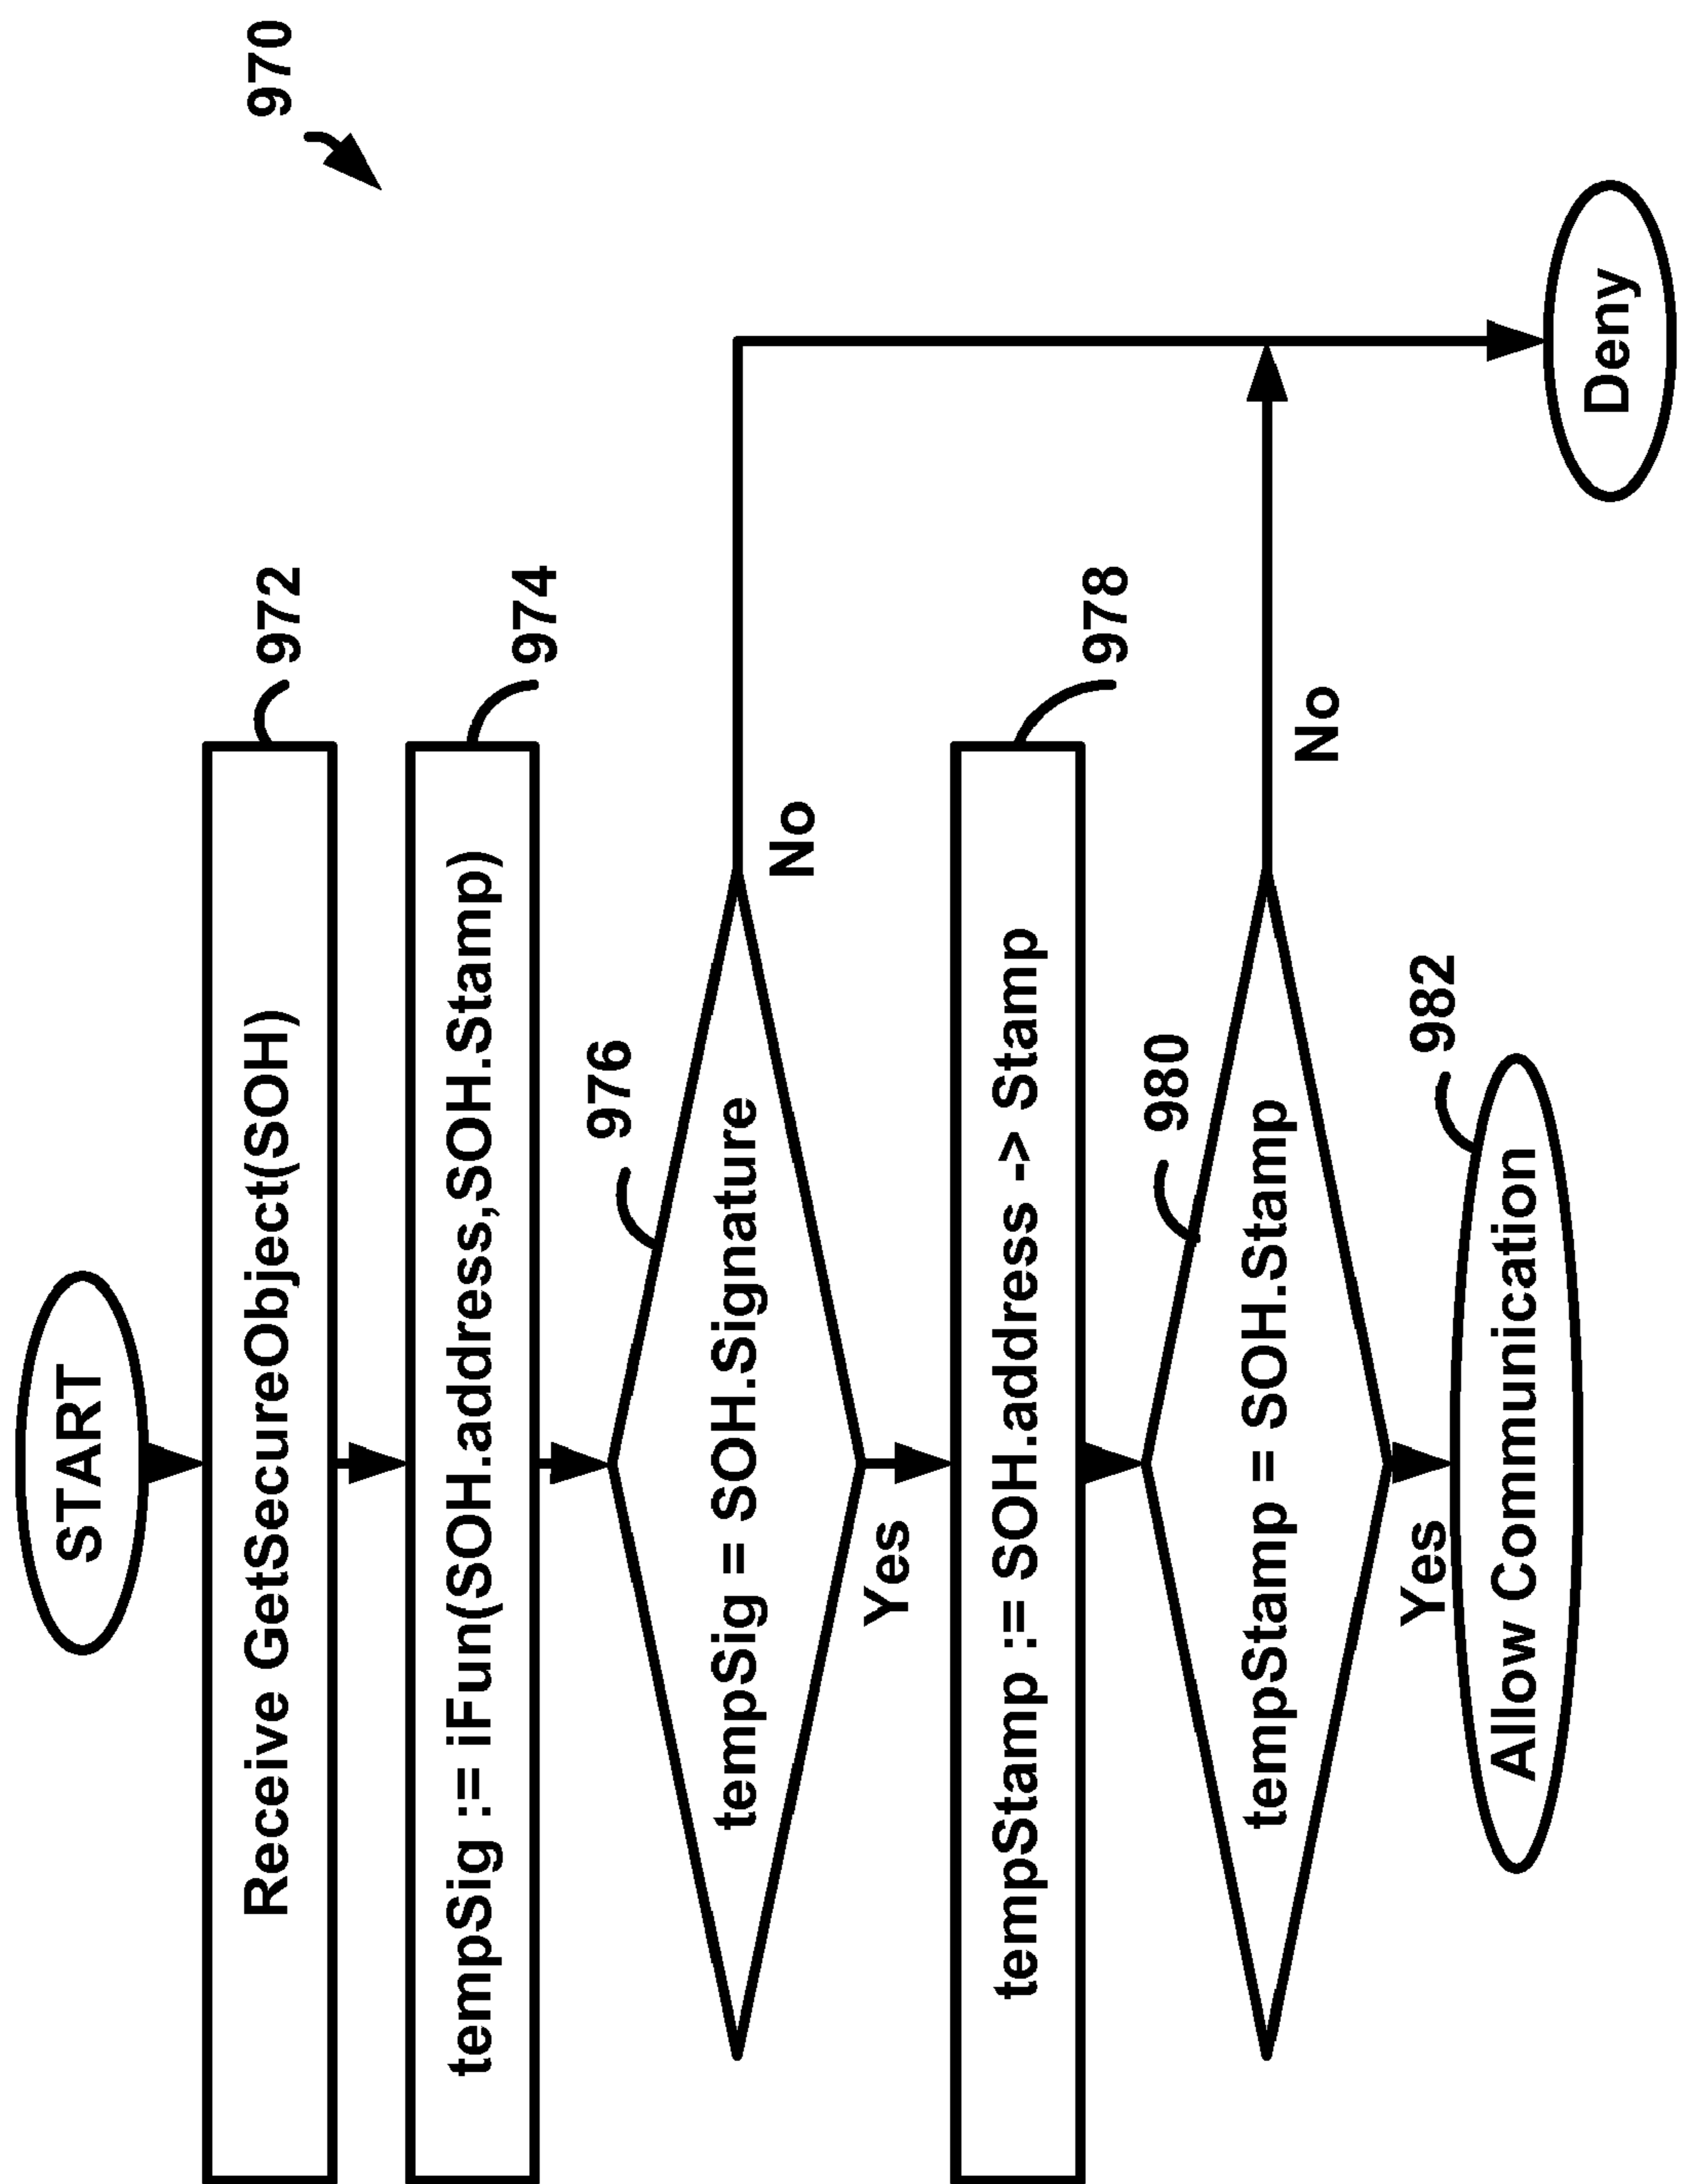 970
START
Receive GetSecureObject(SOH)
972
tempSig := iFun(SOH.address,SOH.Stamp)
974
976
tempSig = SOH.Signature
No
Yes
tempStamp := SOH.address -> Stamp
978
980
tempStamp = SOH.Stamp
No
Yes
982
Allow Communication
Deny